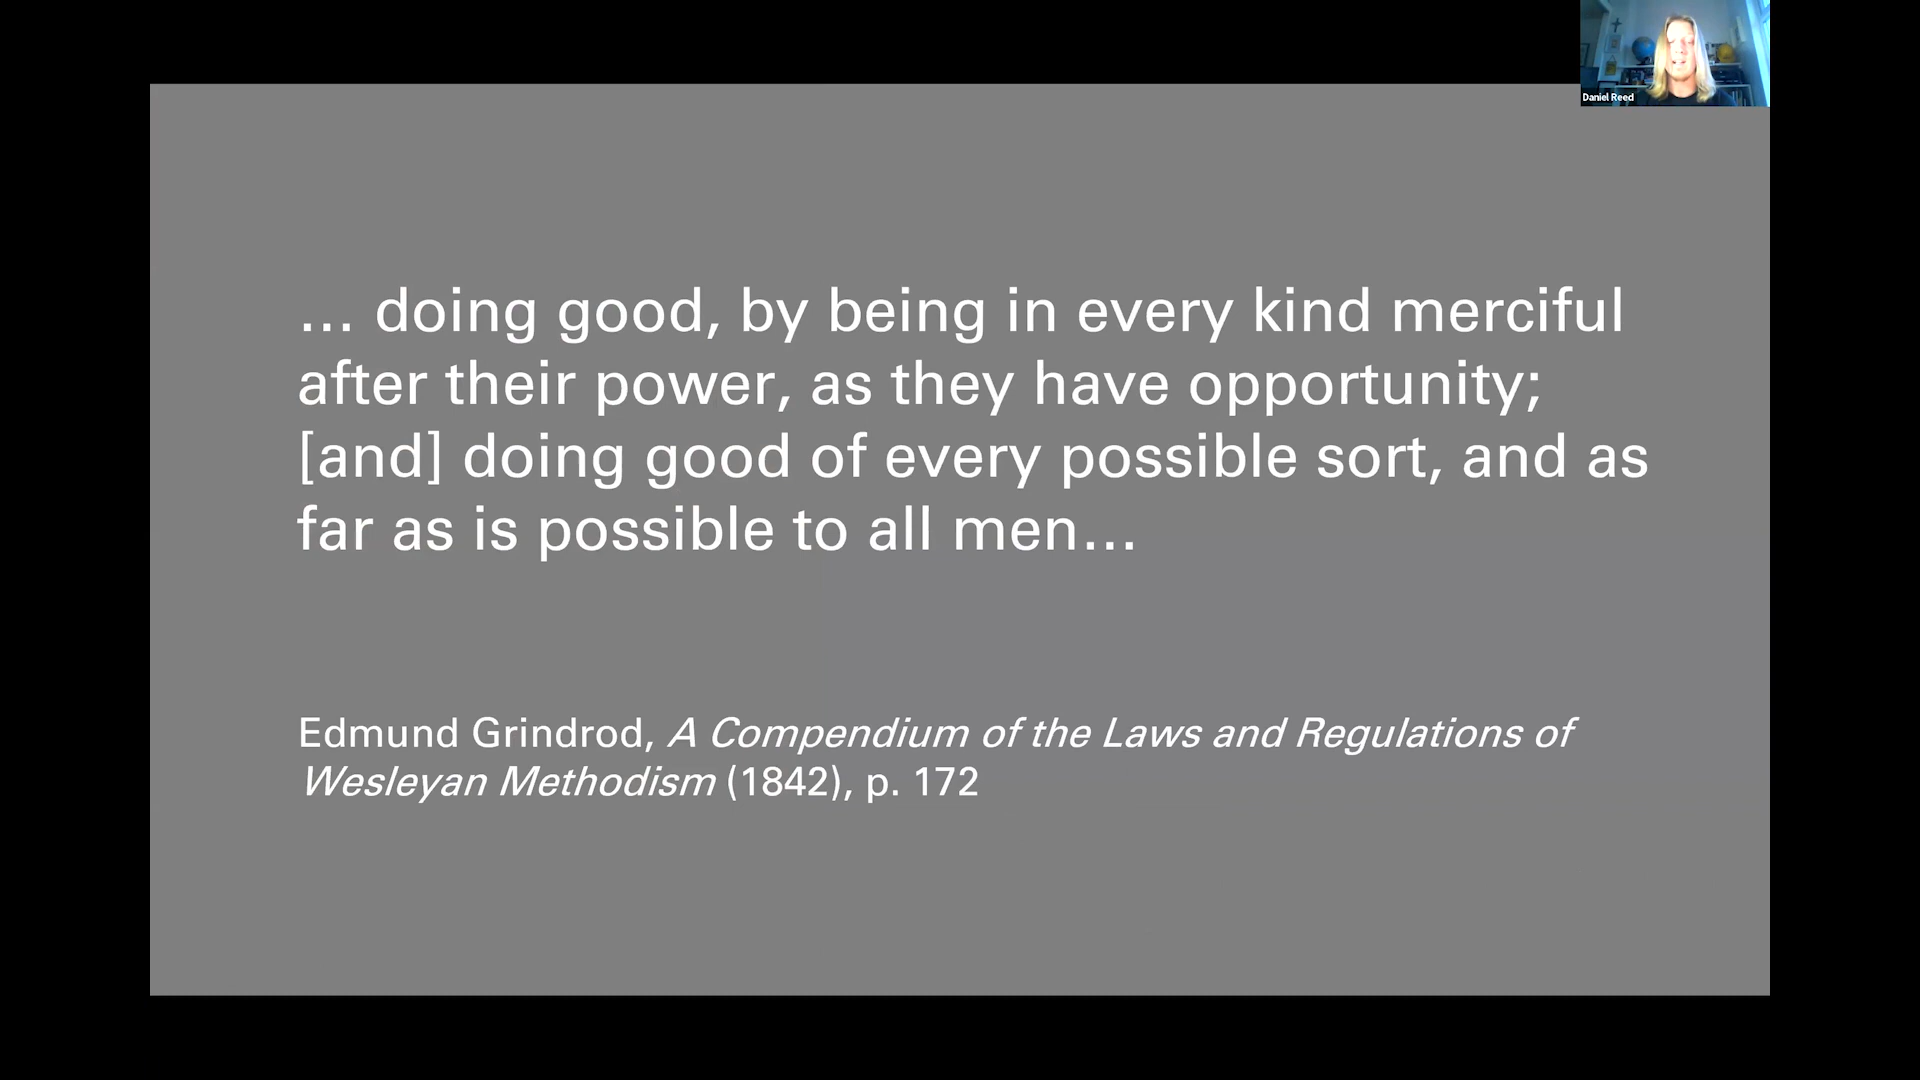 Daniel Reed
… doing good, by being in every kind merciful
after their power, as they have opportunity;
[and] doing good of every possible sort, and as
far as is possible to all men…
Edmund Grindrod, A Compendium of the Laws and Regulations of
Wesleyan Methodism (1842), p. 172